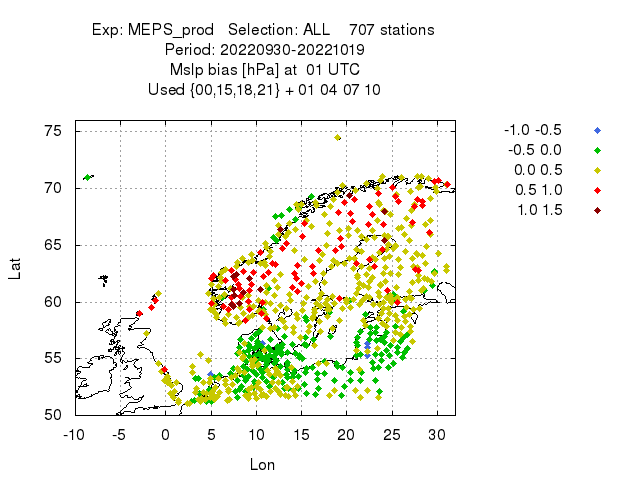 Exp: MEPS_prod   Selection: ALL    707 stations
Period: 20220930-20221019
Mslp bias [hPa] at  01 UTC
Used {00,15,18,21} + 01 04 07 10
-1.0 -0.5
-0.5 0.0
0.0 0.5
0.5 1.0
1.0 1.5
75
70
65
60
55
50
Lat
-10 -5 0 5 10 15 20 25 30
Lon